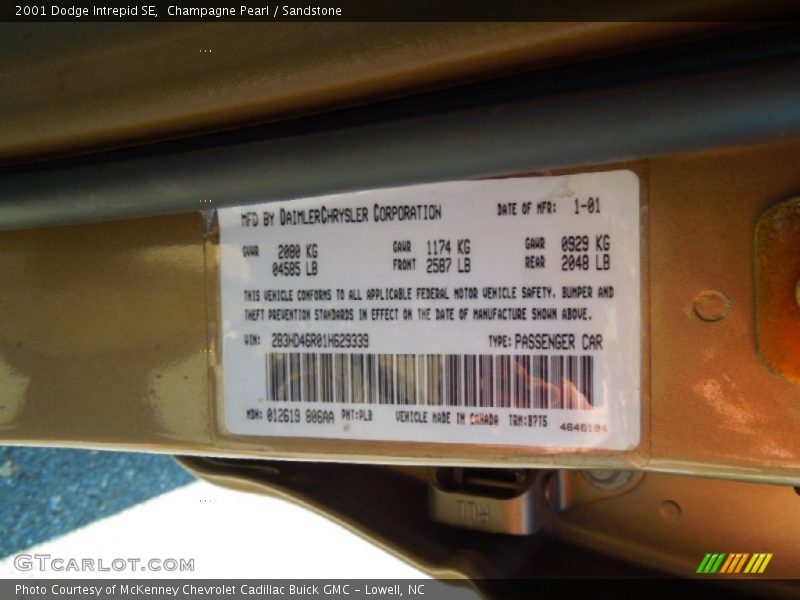 2001 Dodge Intrepid SE,  Champagne Pearl / Sandstone
MFD BY DAIMLERCHRYSLER CORPORATION DATE OF MFR: 1-01
GVWR 2080 KG GAWR 1174 KG GAWR 0929 KG
04585 LB FRONT 2587 LB REAR 2048 LB
THIS VEHICLE CONFORMS TO ALL APPLICABLE FEDERAL MOTOR VEHICLE SAFETY, BUMPER AND
THEFT PREVENTION STANDARDS IN EFFECT ON THE DATE OF MANUFACTURE SHOWN ABOVE.
VIN: 2B3HD46R01H629339 TYPE: PASSENGER CAR
MDH: 012619 806AA PNT:PLB VEHICLE MADE IN CANADA TRM:B7T5
4648104
GTCARLOT.COM
Photo Courtesy of McKenney Chevrolet Cadillac Buick GMC - Lowell, NC